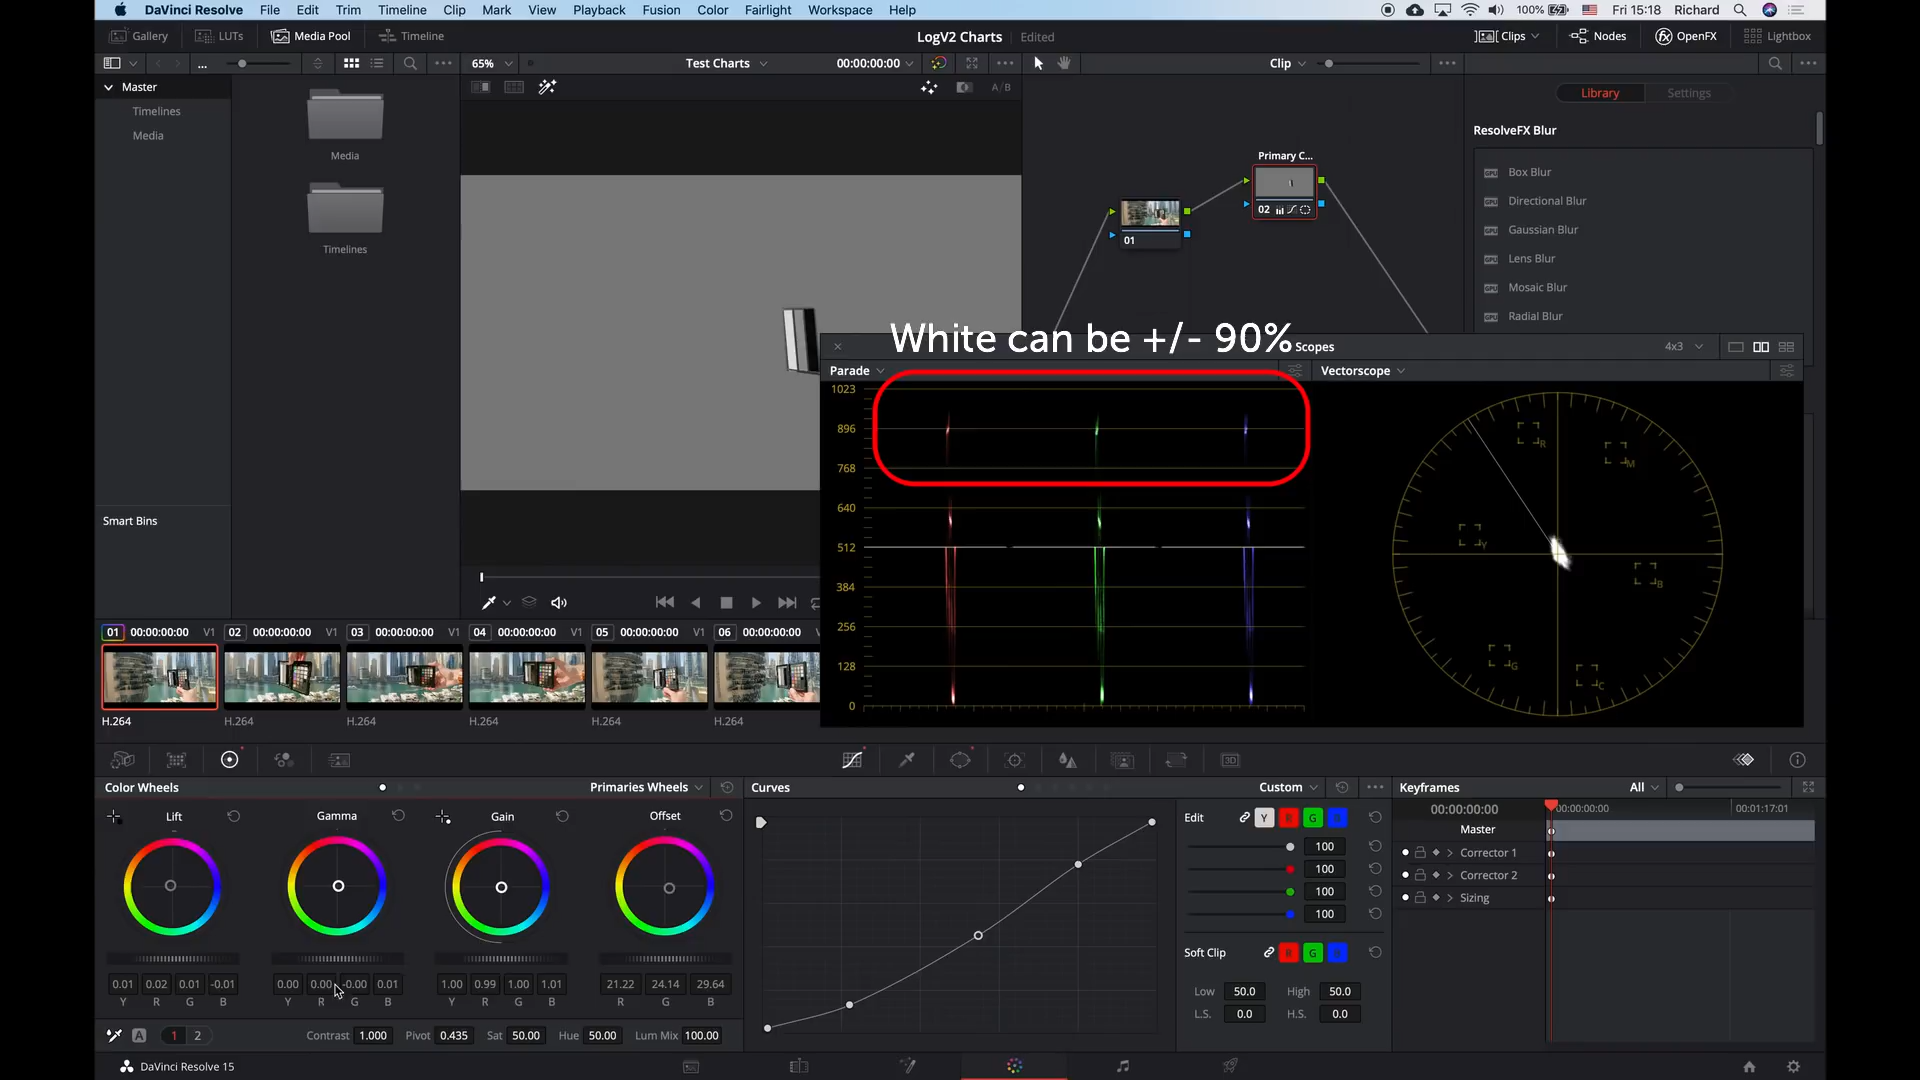 DaVinci Resolve File Edit Trim Timeline Clip Mark View Playback Fusion Color Fairlight Workspace Help 100% Fri 15:18 Richard
Gallery LUTs Media Pool Timeline LogV2 Charts Edited Clips Nodes OpenFX Lightbox
... 65% Test Charts 00:00:00:00 Clip
Master
Timelines
Media
Media
Timelines
Smart Bins
A/B
Library Settings
ResolveFX Blur
Box Blur
Directional Blur
Gaussian Blur
Lens Blur
Mosaic Blur
Radial Blur
Primary C...
02
01
White can be +/- 90%
Scopes 4x3
Parade Vectorscope
1023
896
768
640
512
384
256
128
0
R
M
Y
B
G
C
01 00:00:00:00 V1 02 00:00:00:00 V1 03 00:00:00:00 V1 04 00:00:00:00 V1 05 00:00:00:00 V1 06 00:00:00:00
H.264 H.264 H.264 H.264 H.264 H.264
3D
Color Wheels Primaries Wheels Curves Custom Keyframes All
Lift Gamma Gain Offset
0.01 0.02 0.01 -0.01 0.00 0.00 -0.00 0.01 1.00 0.99 1.00 1.01 21.22 24.14 29.64
Y R G B Y R G B Y R G B R G B
A 1 2 Contrast 1.000 Pivot 0.435 Sat 50.00 Hue 50.00 Lum Mix 100.00
Edit Y R G B
100
100
100
100
Soft Clip R G B
Low 50.0 High 50.0
L.S. 0.0 H.S. 0.0
00:00:00:00 00:00:00:00 00:01:17:01
Master
Corrector 1
Corrector 2
Sizing
DaVinci Resolve 15